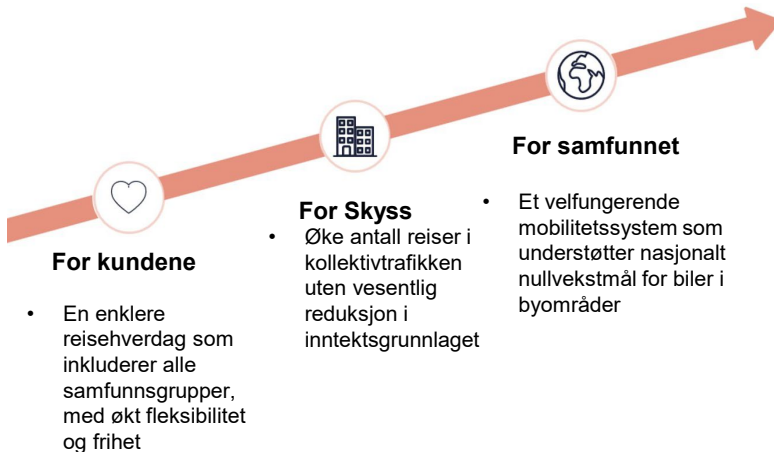 For kundene
• En enklere
reisehverdag som
inkluderer alle
samfunnsgrupper,
med økt fleksibilitet
og frihet
For Skyss
• Øke antall reiser i
kollektivtrafikken
uten vesentlig
reduksjon i
inntektsgrunnlaget
For samfunnet
• Et velfungerende
mobilitetssystem som
understøtter nasjonalt
nullvekstmål for biler i
byområder